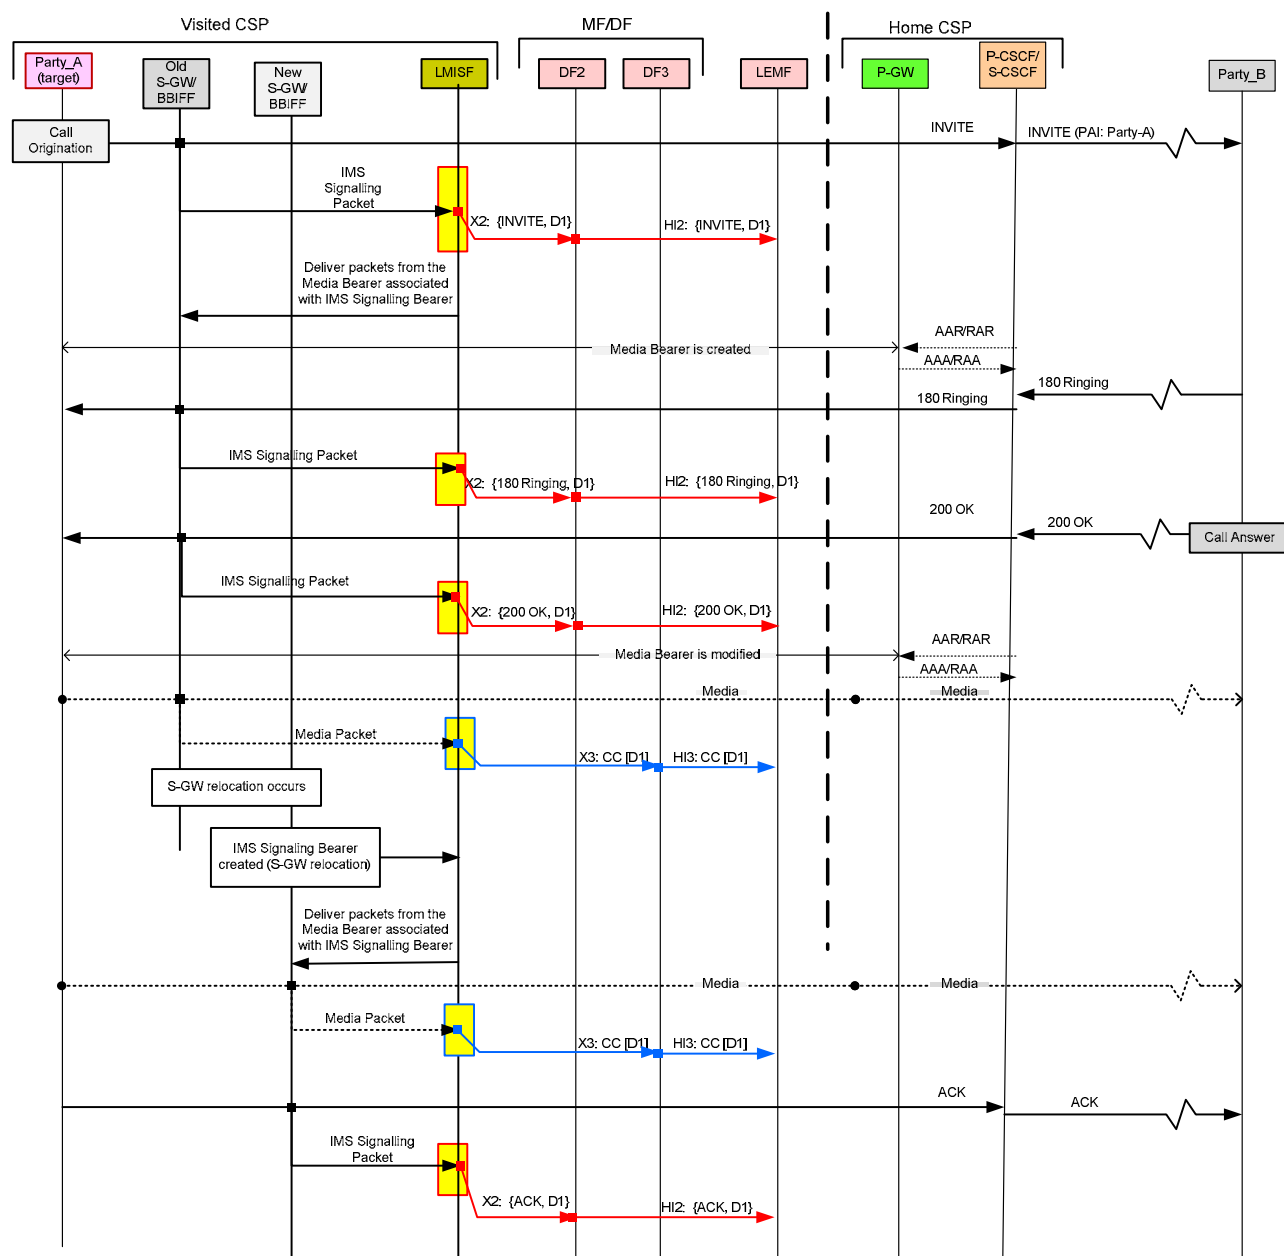 Visited CSP
MF/DF
Home CSP
Party_A
(target)
Old
S-GW/
BBIFF
New
S-GW/
BBIFF
LMISF
DF2
DF3
LEMF
P-GW
P-CSCF/
S-CSCF
Party_B
Call
Origination
INVITE
INVITE (PAI: Party-A)
IMS
Signalling
Packet
X2: {INVITE, D1}
HI2: {INVITE, D1}
Deliver packets from the
Media Bearer associated
with IMS Signalling Bearer
AAR/RAR
Media Bearer is created
AAA/RAA
180 Ringing
180 Ringing
IMS Signalling Packet
X2: {180 Ringing, D1}
HI2: {180 Ringing, D1}
200 OK
200 OK
Call Answer
IMS Signalling Packet
X2: {200 OK, D1}
HI2: {200 OK, D1}
AAR/RAR
Media Bearer is modified
AAA/RAA
Media
Media
Media Packet
X3: CC [D1]
HI3: CC [D1]
S-GW relocation occurs
IMS Signaling Bearer
created (S-GW relocation)
Deliver packets from the
Media Bearer associated
with IMS Signalling Bearer
Media
Media
Media Packet
X3: CC [D1]
HI3: CC [D1]
ACK
ACK
IMS Signalling
Packet
X2: {ACK, D1}
HI2: {ACK, D1}